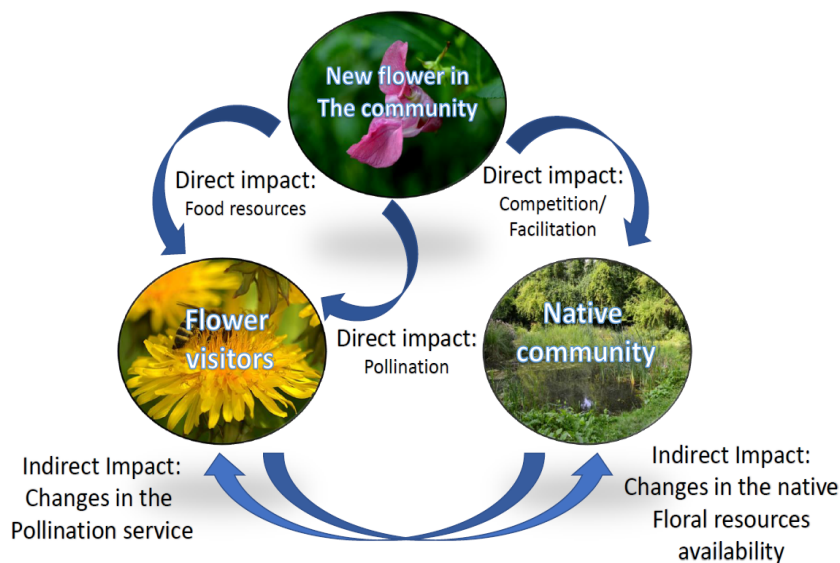 New flower in
The community
Direct impact:
Food resources
Direct impact:
Competition/
Facilitation
Flower
visitors
Direct impact:
Pollination
Native
community
Indirect Impact:
Changes in the
Pollination service
Indirect Impact:
Changes in the native
Floral resources
availability